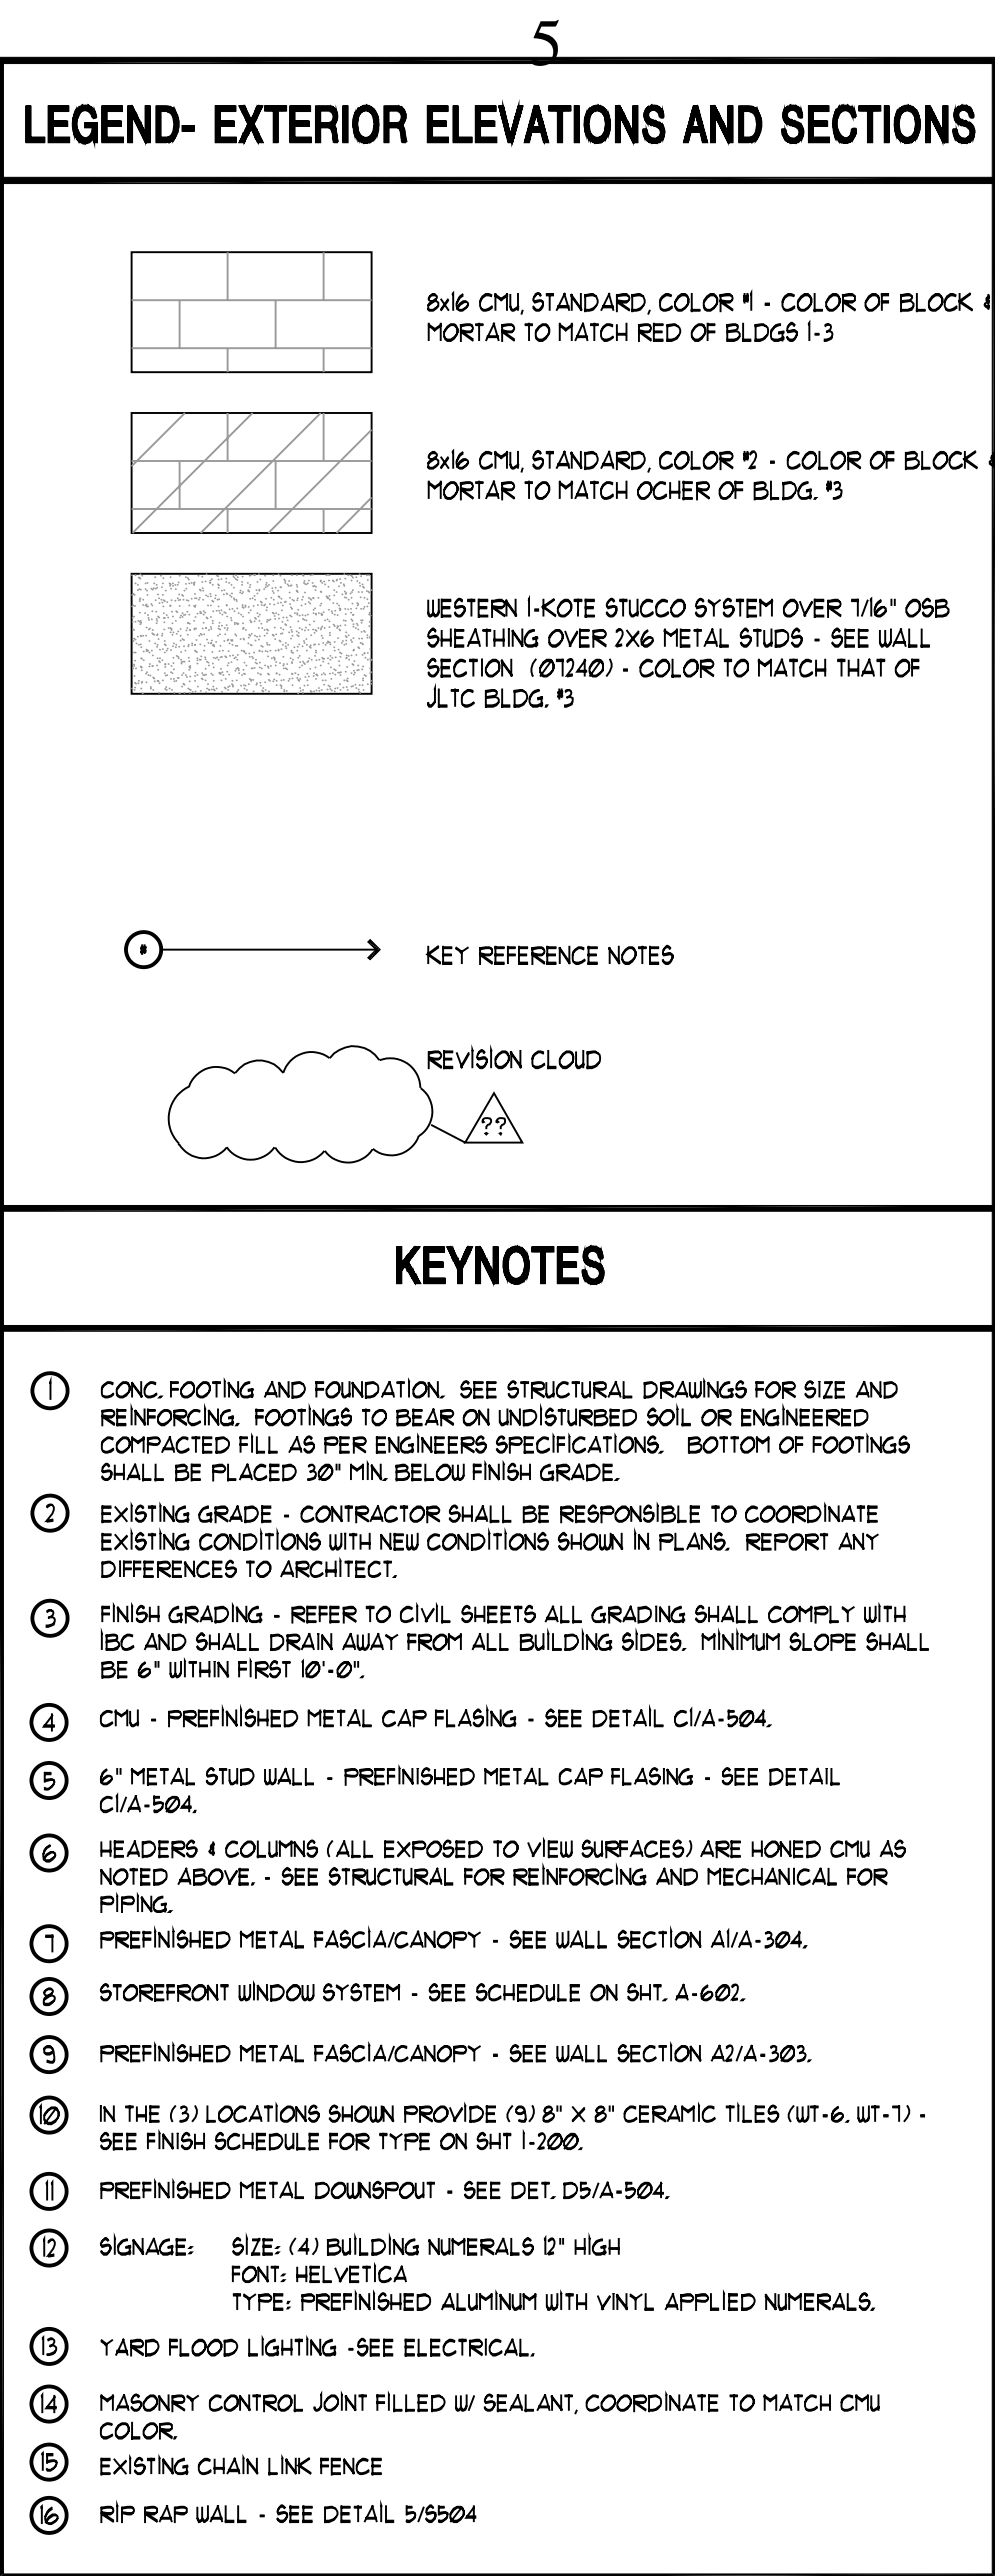 5
LEGEND- EXTERIOR ELEVATIONS AND SECTIONS
8x16 CMU, STANDARD, COLOR #1 - COLOR OF BLOCK &
MORTAR TO MATCH RED OF BLDGS 1-3
8x16 CMU, STANDARD, COLOR #2 - COLOR OF BLOCK &
MORTAR TO MATCH OCHER OF BLDG. #3
WESTERN 1-KOTE STUCCO SYSTEM OVER 7/16" OSB
SHEATHING OVER 2X6 METAL STUDS - SEE WALL
SECTION (07240) - COLOR TO MATCH THAT OF
JLTC BLDG. #3
# KEY REFERENCE NOTES
REVISION CLOUD
??
KEYNOTES
1 CONC. FOOTING AND FOUNDATION. SEE STRUCTURAL DRAWINGS FOR SIZE AND
REINFORCING. FOOTINGS TO BEAR ON UNDISTURBED SOIL OR ENGINEERED
COMPACTED FILL AS PER ENGINEERS SPECIFICATIONS. BOTTOM OF FOOTINGS
SHALL BE PLACED 30" MIN. BELOW FINISH GRADE.
2 EXISTING GRADE - CONTRACTOR SHALL BE RESPONSIBLE TO COORDINATE
EXISTING CONDITIONS WITH NEW CONDITIONS SHOWN IN PLANS. REPORT ANY
DIFFERENCES TO ARCHITECT.
3 FINISH GRADING - REFER TO CIVIL SHEETS ALL GRADING SHALL COMPLY WITH
IBC AND SHALL DRAIN AWAY FROM ALL BUILDING SIDES. MINIMUM SLOPE SHALL
BE 6" WITHIN FIRST 10'-0".
4 CMU - PREFINISHED METAL CAP FLASING - SEE DETAIL C1/A-504.
5 6" METAL STUD WALL - PREFINISHED METAL CAP FLASING - SEE DETAIL
C1/A-504.
6 HEADERS & COLUMNS (ALL EXPOSED TO VIEW SURFACES) ARE HONED CMU AS
NOTED ABOVE. - SEE STRUCTURAL FOR REINFORCING AND MECHANICAL FOR
PIPING.
7 PREFINISHED METAL FASCIA/CANOPY - SEE WALL SECTION A1/A-304.
8 STOREFRONT WINDOW SYSTEM - SEE SCHEDULE ON SHT. A-602.
9 PREFINISHED METAL FASCIA/CANOPY - SEE WALL SECTION A2/A-303.
10 IN THE (3) LOCATIONS SHOWN PROVIDE (9) 8" X 8" CERAMIC TILES (WT-6, WT-7) -
SEE FINISH SCHEDULE FOR TYPE ON SHT I-200.
11 PREFINISHED METAL DOWNSPOUT - SEE DET. D5/A-504.
12 SIGNAGE: SIZE: (4) BUILDING NUMERALS 12" HIGH
FONT: HELVETICA
TYPE: PREFINISHED ALUMINUM WITH VINYL APPLIED NUMERALS.
13 YARD FLOOD LIGHTING -SEE ELECTRICAL.
14 MASONRY CONTROL JOINT FILLED W/ SEALANT, COORDINATE TO MATCH CMU
COLOR.
15 EXISTING CHAIN LINK FENCE
16 RIP RAP WALL - SEE DETAIL 5/S504